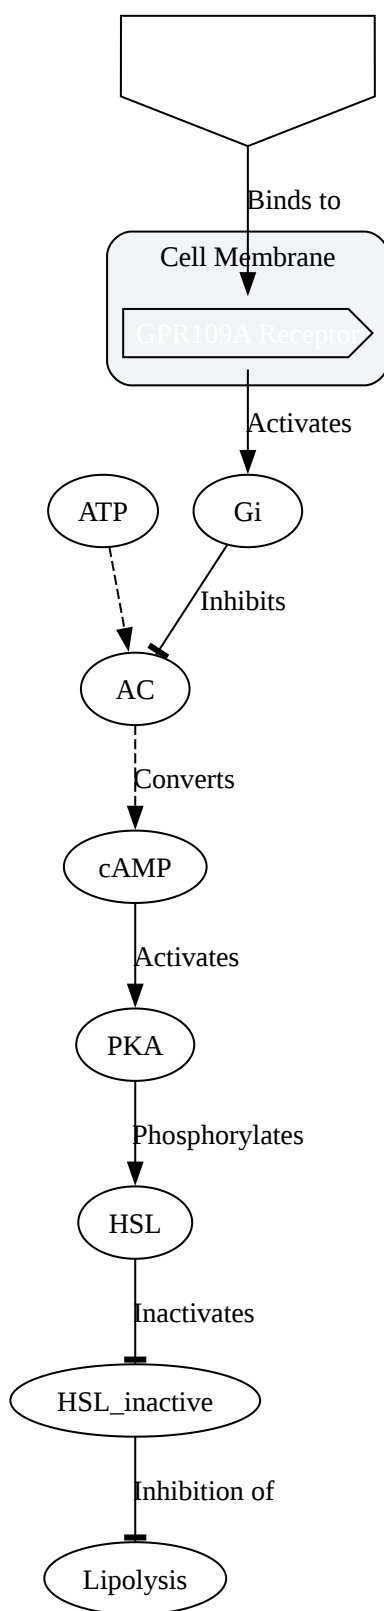 Binds to
Cell Membrane
GPR109A Receptor
Activates
ATP
Gi
Inhibits
AC
Converts
cAMP
Activates
PKA
Phosphorylates
HSL
Inactivates
HSL_inactive
Inhibition of
Lipolysis